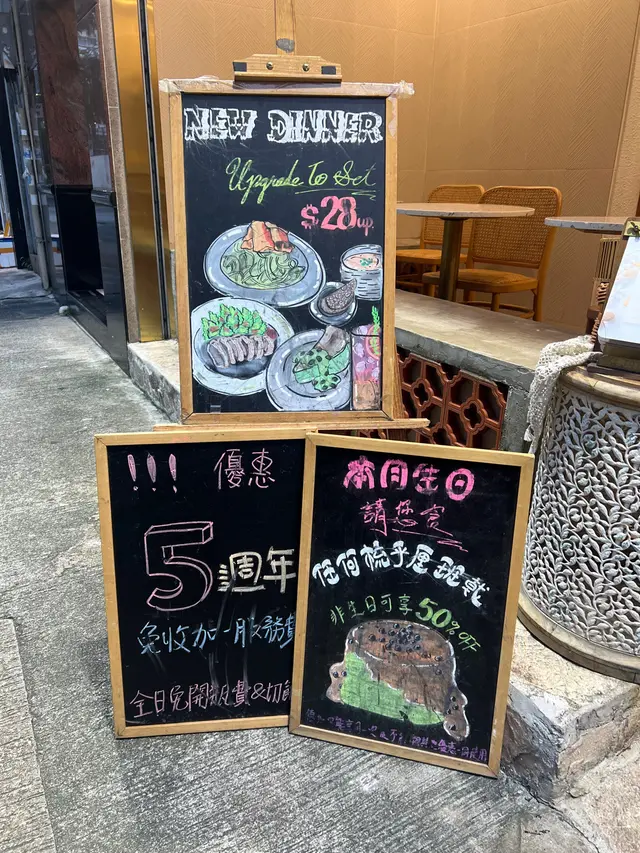 NEW DINNER
Upgrade To Set
$28up
!!! 優惠
5週年
免收加一服務費
全日免開瓶費&切餅
本月生日
請您食
任何梳乎厘班戟
非生日可享50% OFF